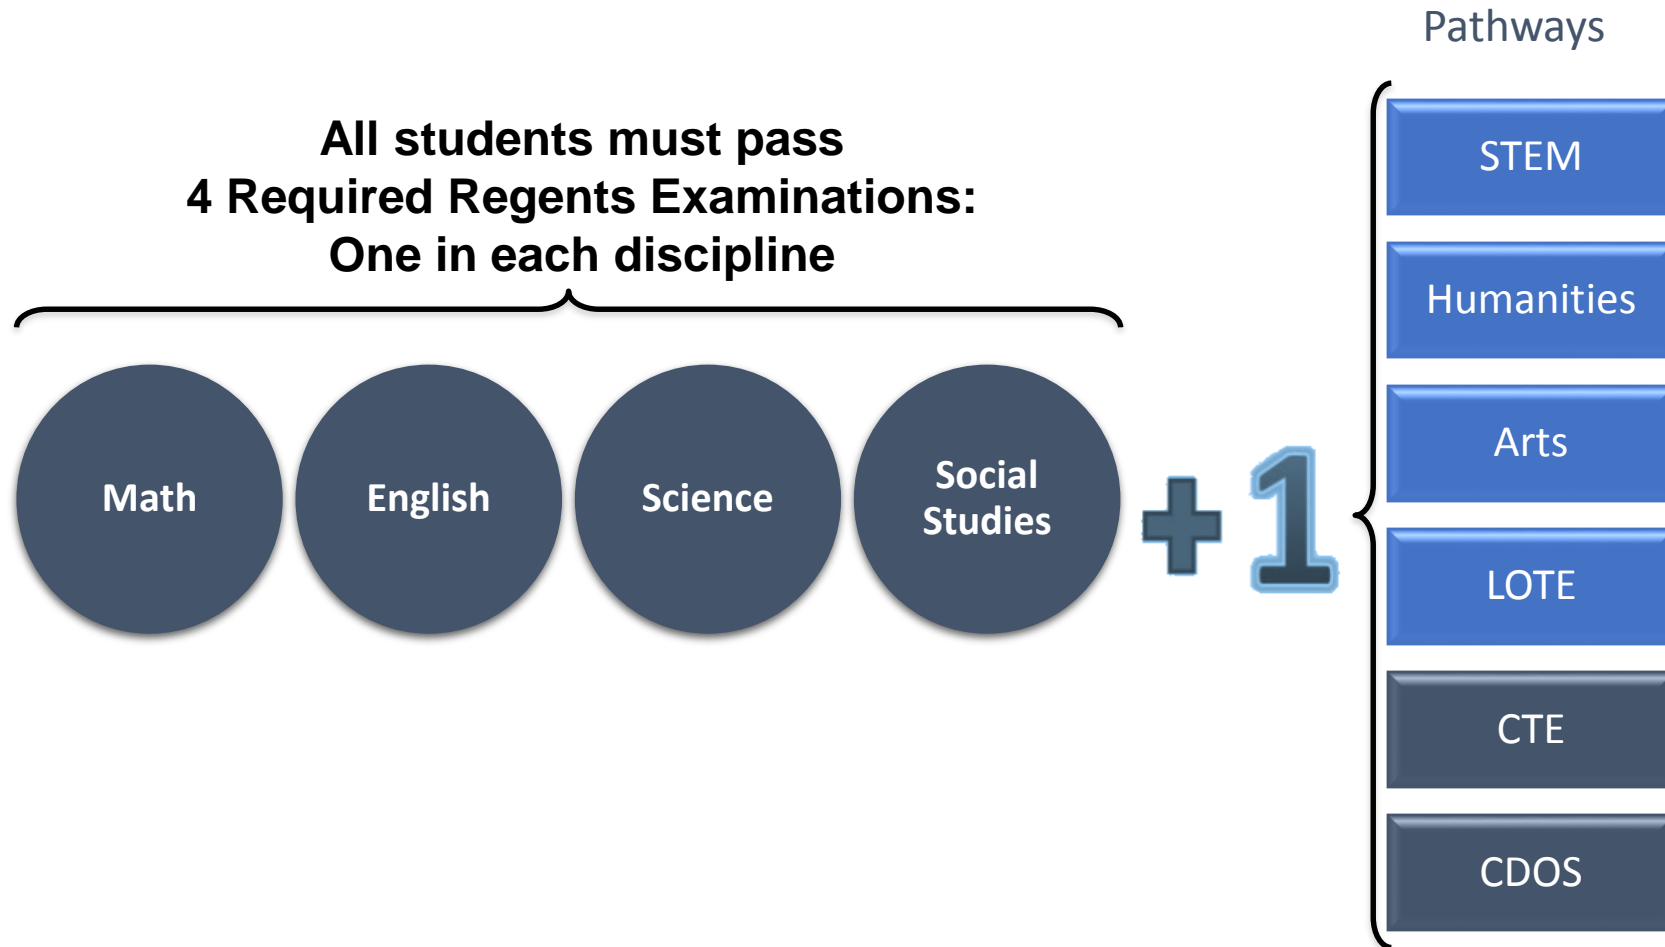 Pathways
All students must pass
4 Required Regents Examinations:
One in each discipline
Math
English
Science
Social
Studies
+1
STEM
Humanities
Arts
LOTE
CTE
CDOS